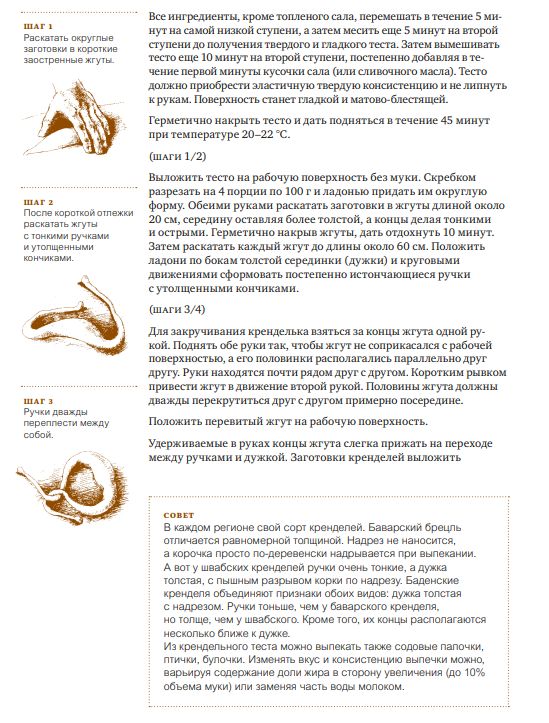 ШАГ 1
Раскатать округлые
заготовки в короткие
заостренные жгуты.
ШАГ 2
После короткой отлежки
раскатать жгуты
с тонкими ручками
и утолщенными
кончиками.
ШАГ 3
Ручки дважды
переплести между
собой.
Все ингредиенты, кроме топленого сала, перемешать в течение 5 ми-
нут на самой низкой ступени, а затем месить еще 5 минут на второй
ступени до получения твердого и гладкого теста. Затем вымешивать
тесто еще 10 минут на второй ступени, постепенно добавляя в те-
чение первой минуты кусочки сала (или сливочного масла). Тесто
должно приобрести эластичную твердую консистенцию и не липнуть
к рукам. Поверхность станет гладкой и матово-блестящей.
Герметично накрыть тесто и дать подняться в течение 45 минут
при температуре 20–22 °C.
(ШАГИ 1/2)
Выложить тесто на рабочую поверхность без муки. Скребком
разрезать на 4 порции по 100 г и ладонью придать им округлую
форму. Обеими руками раскатать заготовки в жгуты длиной около
20 см, середину оставляя более толстой, а концы делая тонкими
и острыми. Герметично накрыв жгуты, дать отдохнуть 10 минут.
Затем раскатать каждый жгут до длины около 60 см. Положить
ладони по бокам толстой серединки (дужки) и круговыми
движениями сформовать постепенно истончающиеся ручки
с утолщенными кончиками.
(ШАГИ 3/4)
Для закручивания кренделька взяться за концы жгута одной ру-
кой. Поднять обе руки так, чтобы жгут не соприкасался с рабочей
поверхностью, а его половинки располагались параллельно друг
другу. Руки находятся почти рядом друг с другом. Коротким рывком
привести жгут в движение второй рукой. Половины жгута должны
дважды перекрутиться друг с другом примерно посередине.
Положить перевитый жгут на рабочую поверхность.
Удерживаемые в руках концы жгута слегка прижать на переходе
между ручками и дужкой. Заготовки кренделей выложить
СОВЕТ
В каждом регионе свой сорт кренделей. Баварский брецль
отличается равномерной толщиной. Надрез не наносится,
а корочка просто по-деревенски надрывается при выпекании.
А вот у швабских кренделей ручки очень тонкие, а дужка
толстая, с пышным разрывом корки по надрезу. Баденские
кренделя объединяют признаки обоих видов: дужка толстая
с надрезом. Ручки тоньше, чем у баварского кренделя,
но толще, чем у швабского. Кроме того, их концы располагаются
несколько ближе к дужке.
Из крендельного теста можно выпекать также содовые палочки,
птички, булочки. Изменять вкус и консистенцию выпечки можно,
варьируя содержание доли жира в сторону увеличения (до 10%
объема муки) или заменяя часть воды молоком.